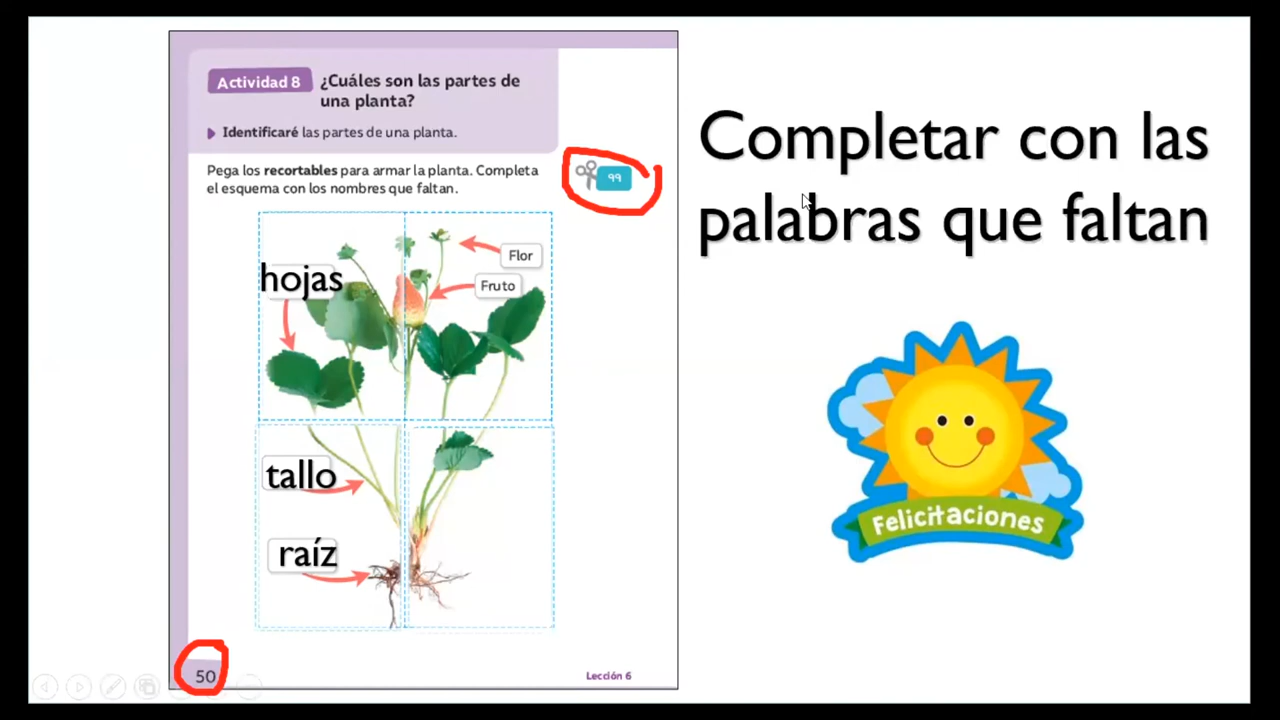 Actividad 8
¿Cuáles son las partes de
una planta?
Identificaré las partes de una planta.
Pega los recortables para armar la planta. Completa
el esquema con los nombres que faltan.
99
Flor
hojas
Fruto
tallo
raíz
50
Lección 6
Completar con las
palabras que faltan
Felicitaciones